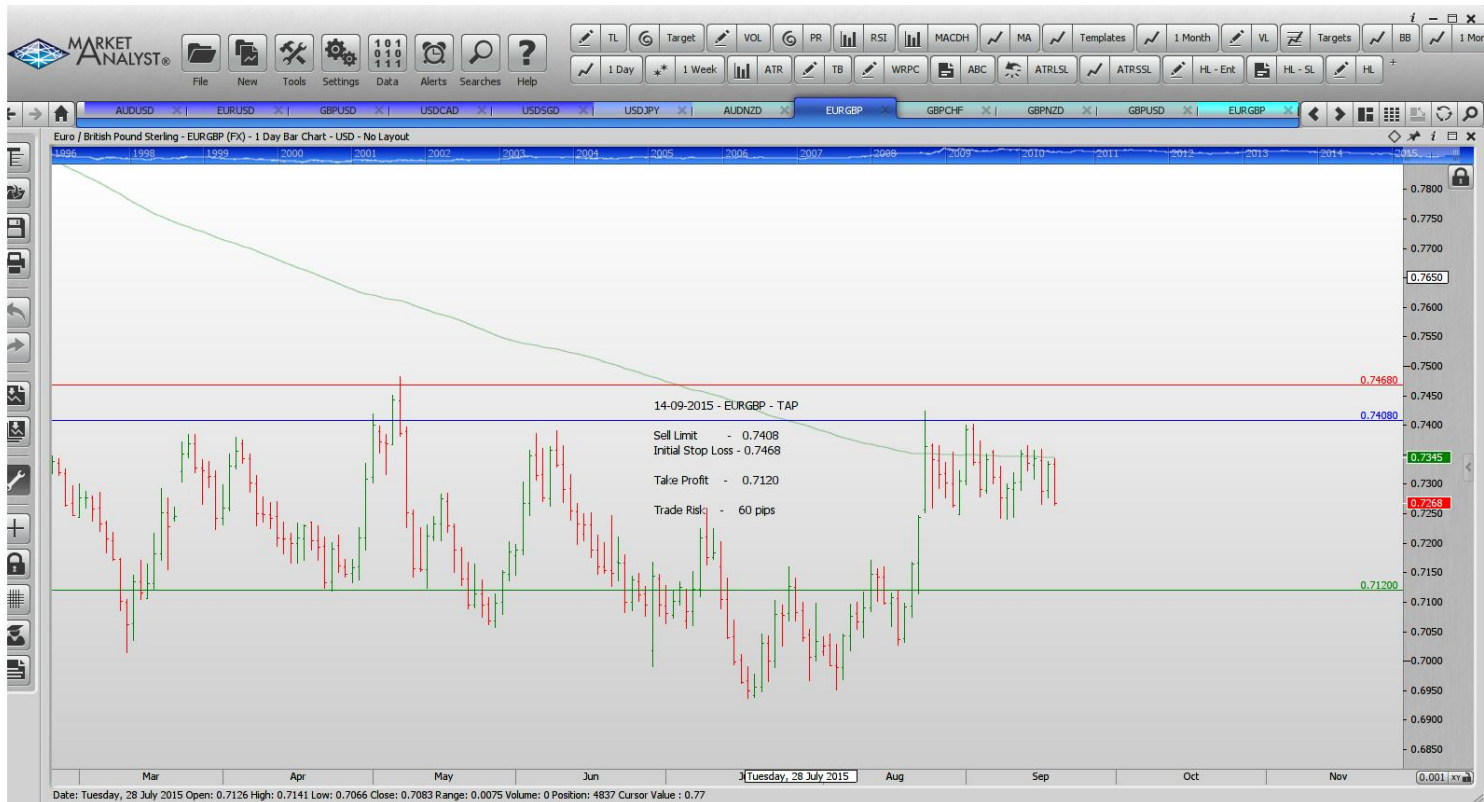 MARKET ANALYST®
File New Tools Settings Data Alerts Searches Help
TL Target VOL PR RSI MACDH MA Templates 1 Month VL Targets BB 1 Mor
1 Day 1 Week ATR TB WRPC ABC ATRLSL ATRSSL HL - Ent HL - SL HL +
AUDUSD EURUSD GBPUSD USDCAD USDSGD USDJPY AUDNZD EURGBP GBPCHF GBPNZD GBPUSD EURGBP
Euro / British Pound Sterling - EURGBP (FX) - 1 Day Bar Chart - USD - No Layout
1996 1998 1999 2000 2001 2002 2003 2004 2005 2006 2007 2008 2009 2010 2011 2012 2013 2014 2015
0.7800
0.7750
0.7700
0.7650
0.7600
0.7550
0.7500
0.74680
0.7450
14-09-2015 - EURGBP - TAP
0.74080
0.7400
Sell Limit - 0.7408
Initial Stop Loss - 0.7468
0.7345
Take Profit - 0.7120
0.7300
0.7268
Trade Risk - 60 pips
0.7250
0.7200
0.7150
0.71200
0.7100
0.7050
0.7000
0.6950
0.6900
0.6850
Mar Apr May Jun J Tuesday, 28 July 2015 Aug Sep Oct Nov 0.001 XY
Date: Tuesday, 28 July 2015 Open: 0.7126 High: 0.7141 Low: 0.7066 Close: 0.7083 Range: 0.0075 Volume: 0 Position: 4837 Cursor Value : 0.77